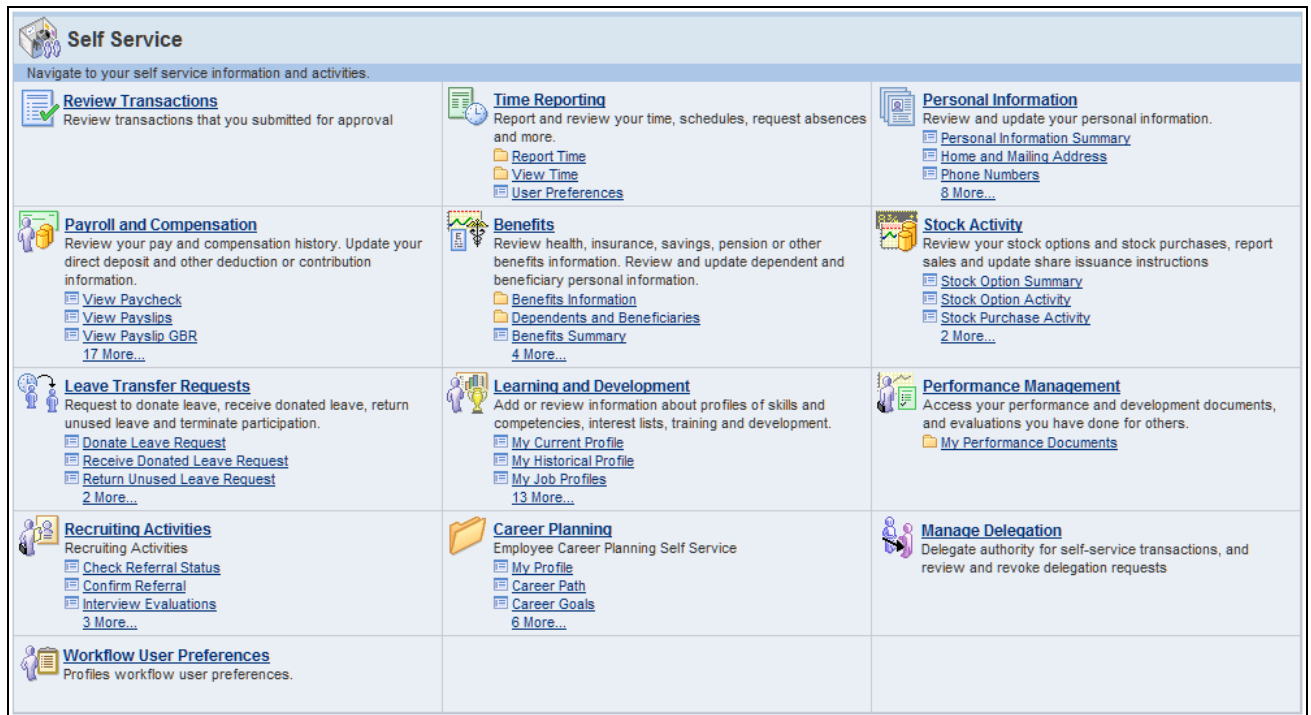 Self Service
Navigate to your self service information and activities.
Review Transactions
Review transactions that you submitted for approval
Time Reporting
Report and review your time, schedules, request absences
and more.
Report Time
View Time
User Preferences
Personal Information
Review and update your personal information.
Personal Information Summary
Home and Mailing Address
Phone Numbers
8 More...
Payroll and Compensation
Review your pay and compensation history. Update your
direct deposit and other deduction or contribution
information.
View Paycheck
View Payslips
View Payslip GBR
17 More...
Benefits
Review health, insurance, savings, pension or other
benefits information. Review and update dependent and
beneficiary personal information.
Benefits Information
Dependents and Beneficiaries
Benefits Summary
4 More...
Stock Activity
Review your stock options and stock purchases, report
sales and update share issuance instructions
Stock Option Summary
Stock Option Activity
Stock Purchase Activity
2 More...
Leave Transfer Requests
Request to donate leave, receive donated leave, return
unused leave and terminate participation.
Donate Leave Request
Receive Donated Leave Request
Return Unused Leave Request
2 More...
Learning and Development
Add or review information about profiles of skills and
competencies, interest lists, training and development.
My Current Profile
My Historical Profile
My Job Profiles
13 More...
Performance Management
Access your performance and development documents,
and evaluations you have done for others.
My Performance Documents
Recruiting Activities
Recruiting Activities
Check Referral Status
Confirm Referral
Interview Evaluations
3 More...
Career Planning
Employee Career Planning Self Service
My Profile
Career Path
Career Goals
6 More...
Manage Delegation
Delegate authority for self-service transactions, and
review and revoke delegation requests
Workflow User Preferences
Profiles workflow user preferences.